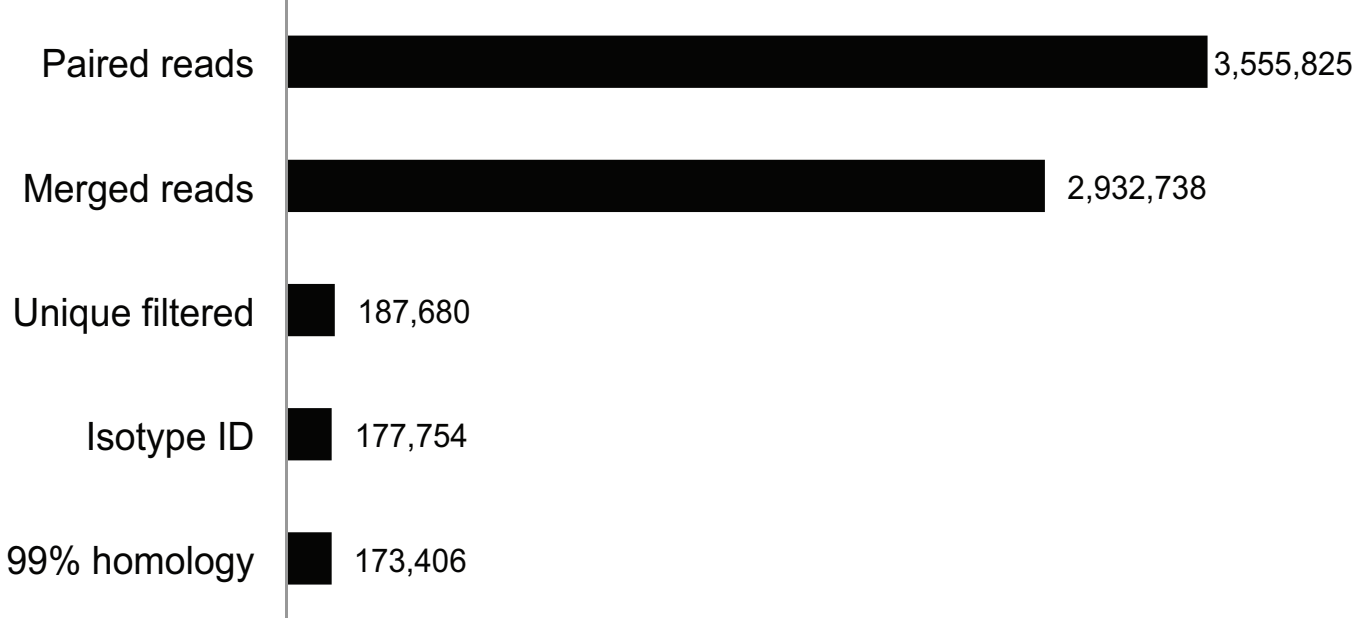 Paired reads 3,555,825
Merged reads 2,932,738
Unique filtered 187,680
Isotype ID 177,754
99% homology 173,406